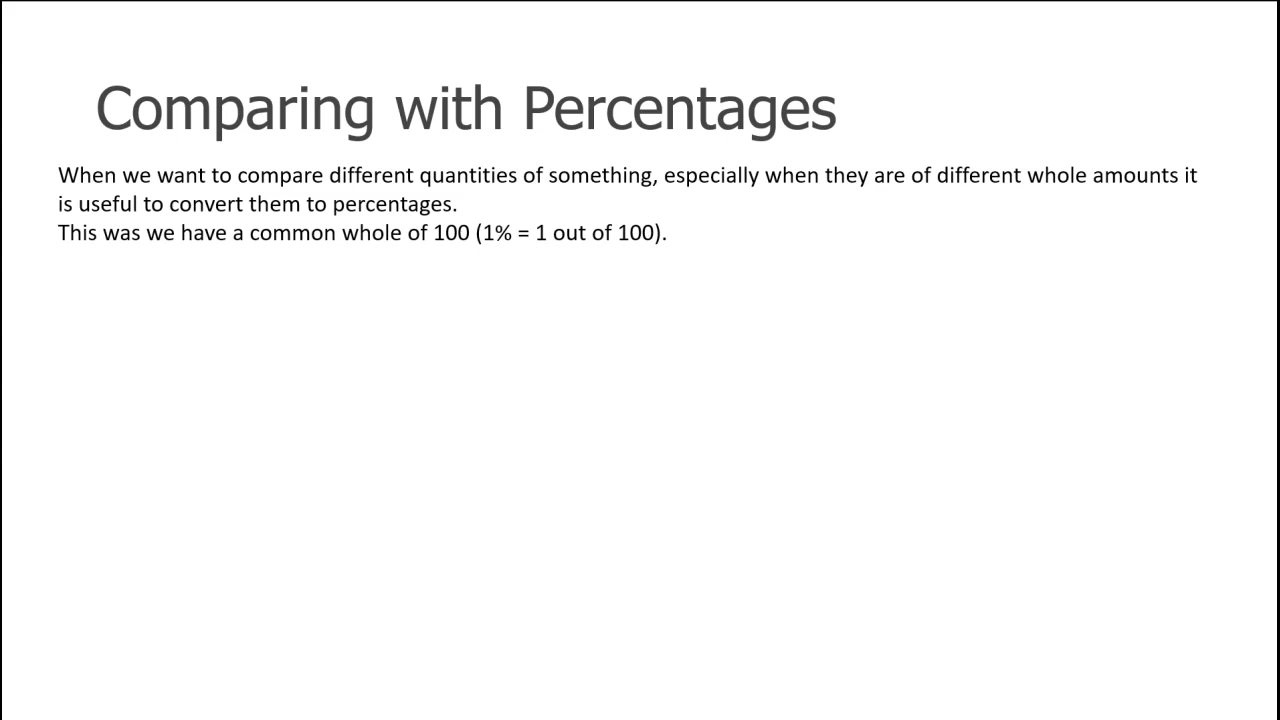 Comparing with Percentages
When we want to compare different quantities of something, especially when they are of different whole amounts it
is useful to convert them to percentages.
This was we have a common whole of 100 (1% = 1 out of 100).